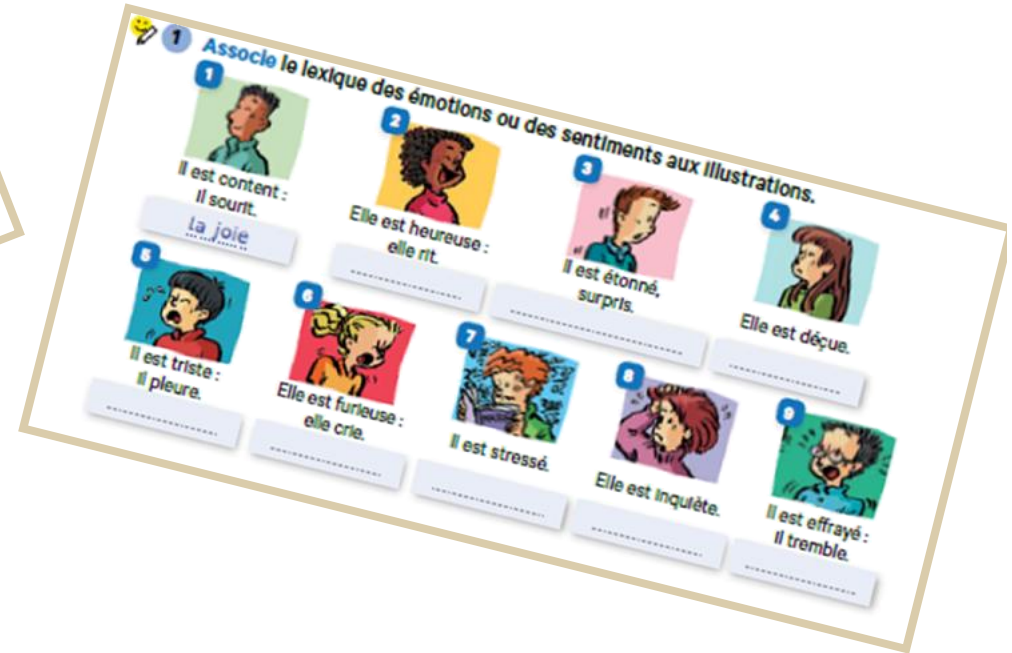 1 Associe le lexique des émotions ou des sentiments aux illustrations.
1
Il est content :
Il sourit.
la joie
2
Elle est heureuse :
elle rit.
3
Il est étonné,
surpris.
4
Elle est déçue.
5
Il est triste :
Il pleure.
6
Elle est furieuse :
elle crie.
7
Il est stressé.
8
Elle est inquiète.
9
Il est effrayé :
Il tremble.